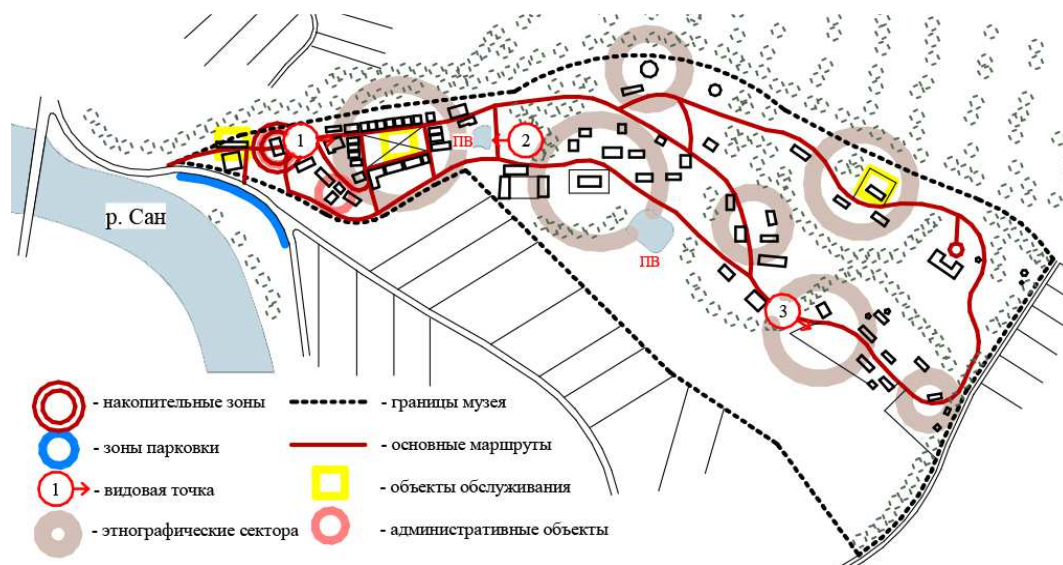 1
ПВ
2
р. Сан
ПВ
3
- накопительные зоны
- границы музея
- зоны парковки
- основные маршруты
1
- видовая точка
- объекты обслуживания
- этнографические сектора
- административные объекты